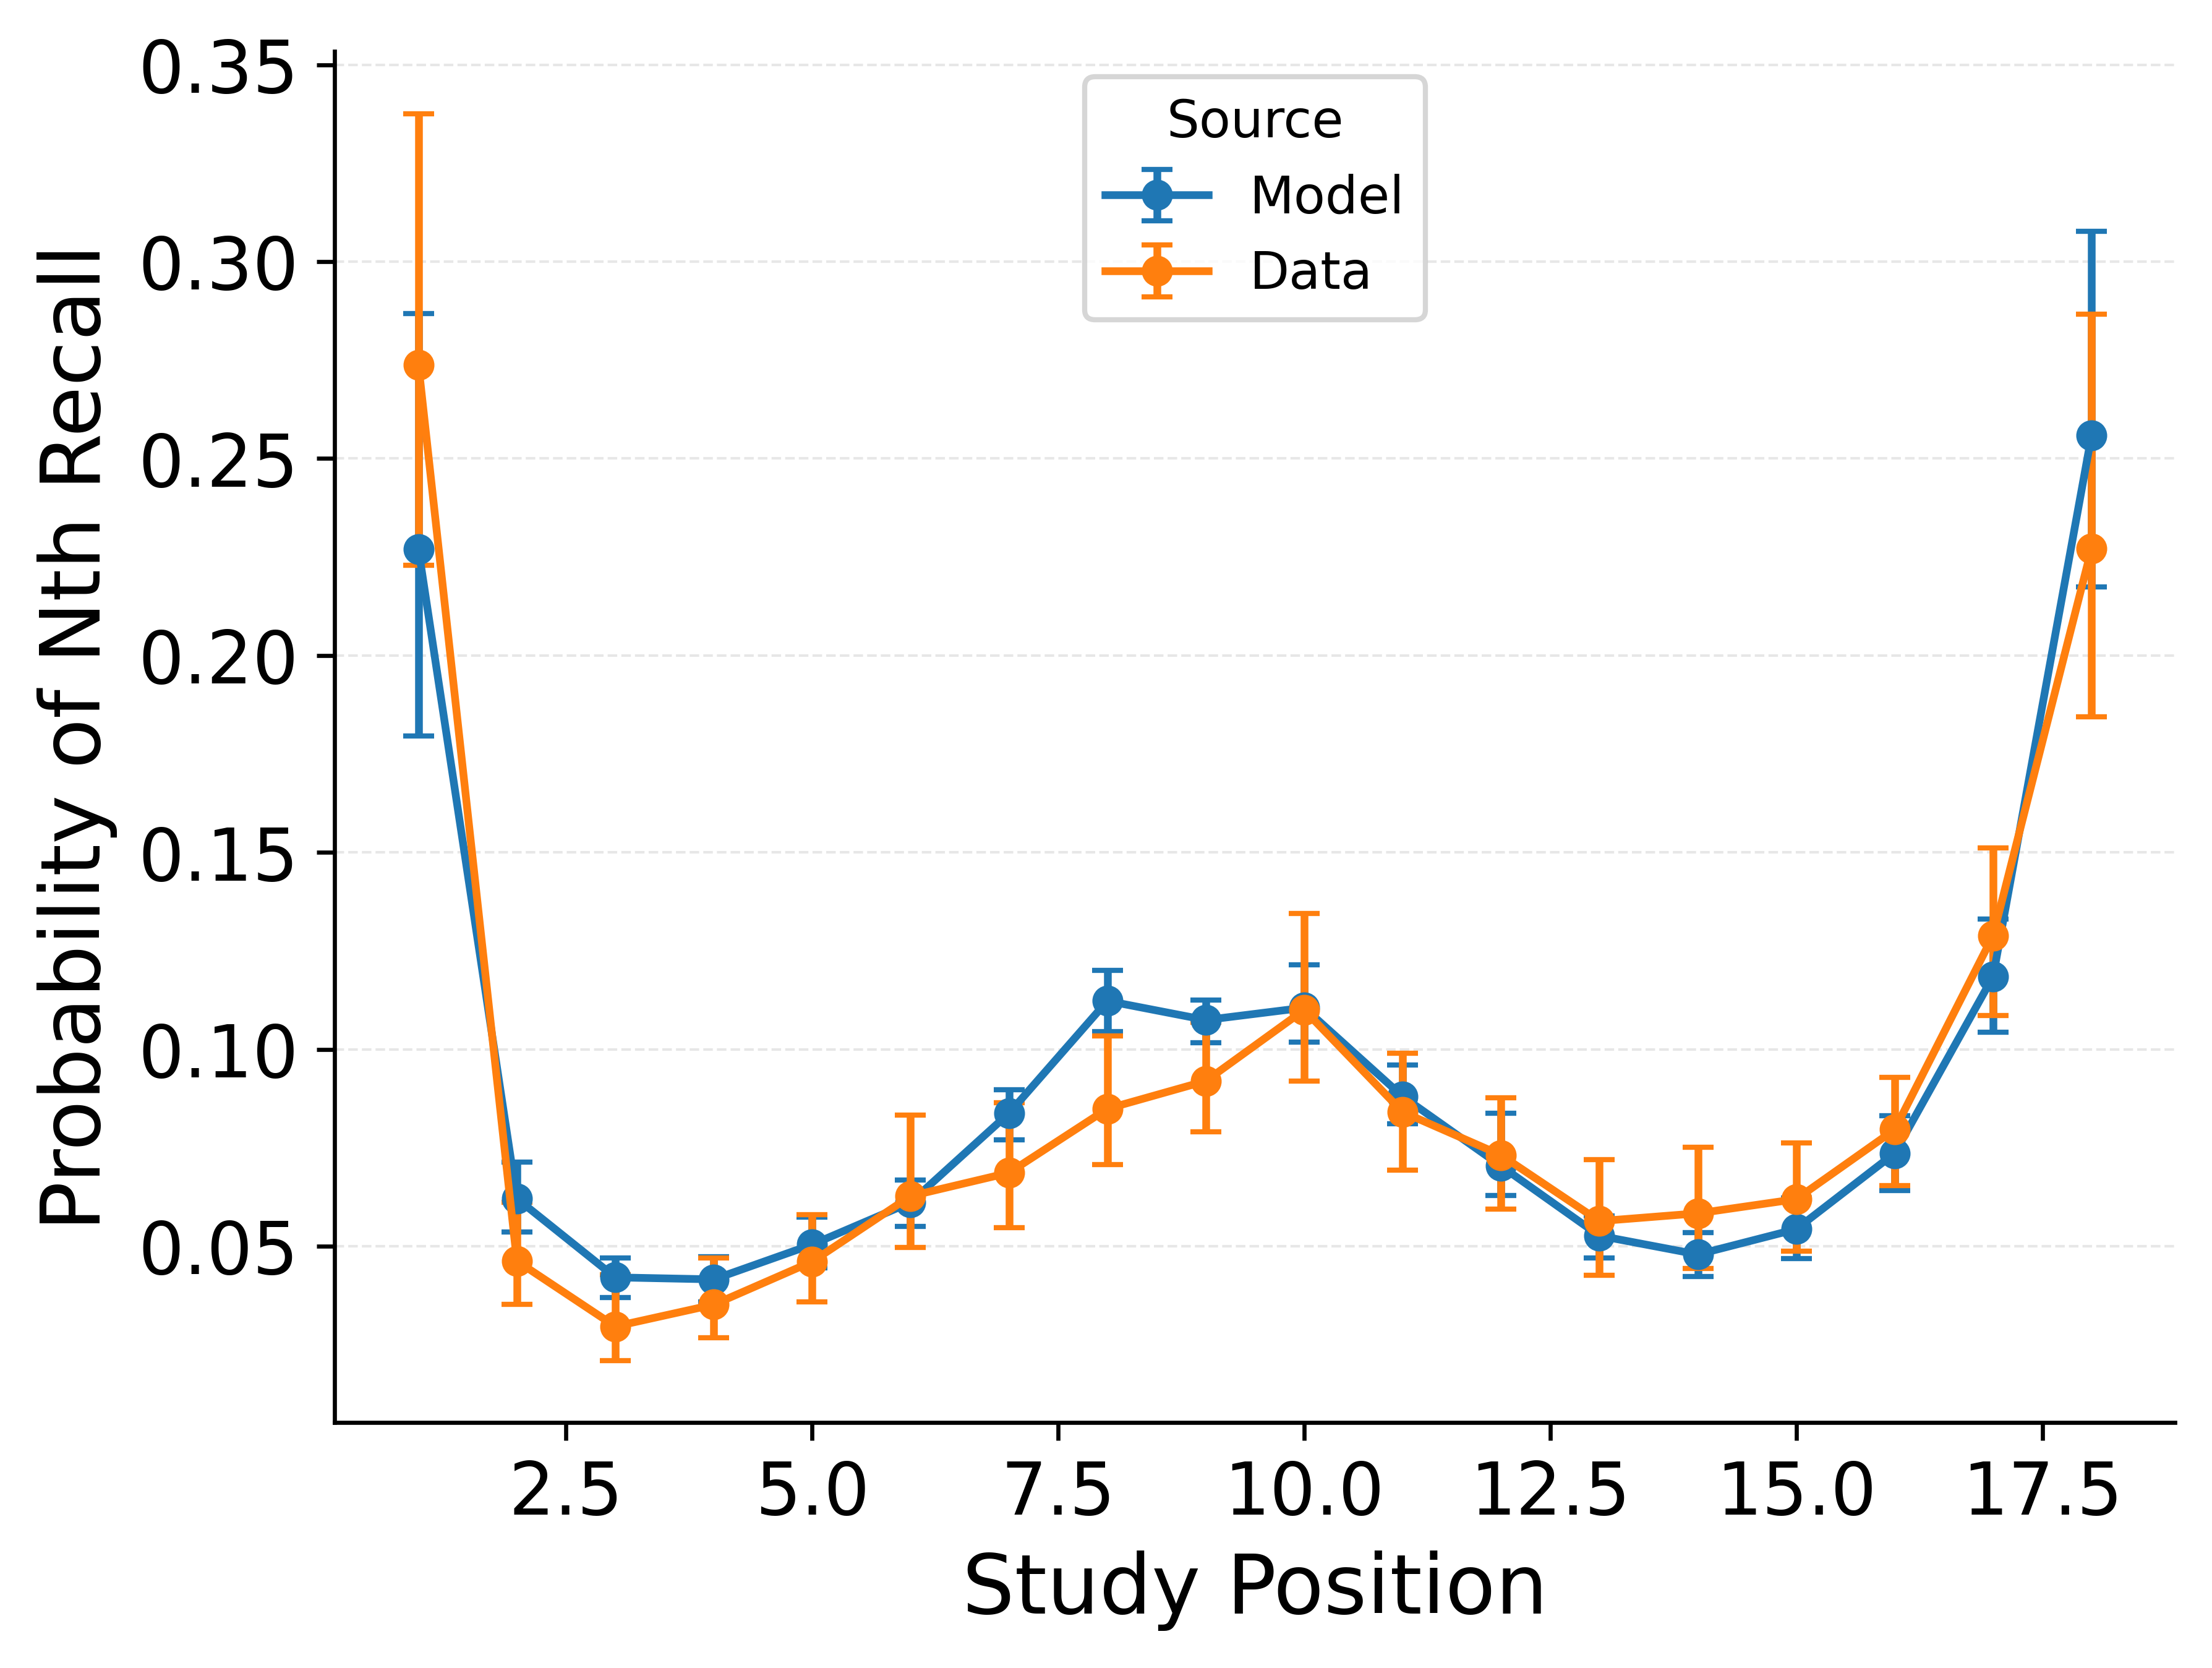 Probability of Nth Recall
0.35
0.30
0.25
0.20
0.15
0.10
0.05
Source
Model
Data
2.5 5.0 7.5 10.0 12.5 15.0 17.5
Study Position